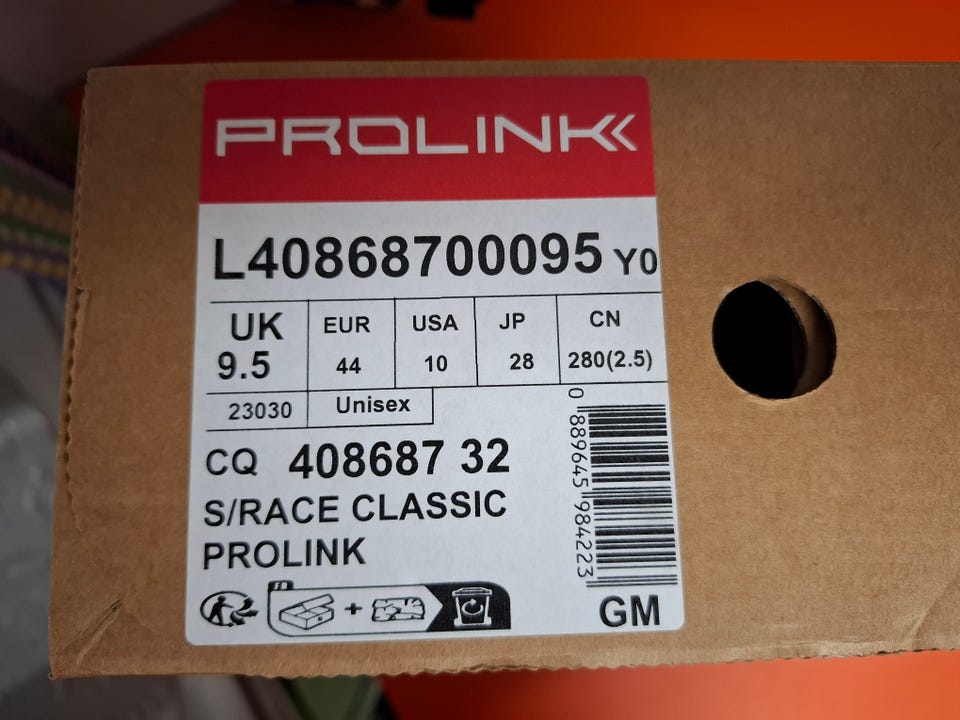 PROLINK
L40868700095 Y0
UK EUR USA JP CN
9.5 44 10 28 280(2.5)
23030 Unisex
CQ 408687 32
S/RACE CLASSIC
PROLINK
0 889645 984223
FR
+
GM